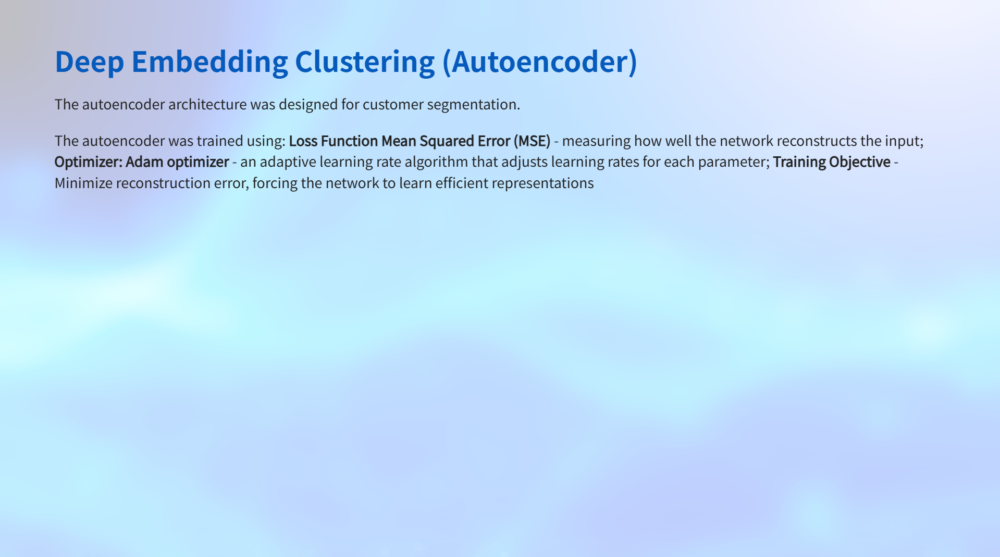 Deep Embedding Clustering (Autoencoder)
The autoencoder architecture was designed for customer segmentation.
The autoencoder was trained using: Loss Function Mean Squared Error (MSE) - measuring how well the network reconstructs the input;
Optimizer: Adam optimizer - an adaptive learning rate algorithm that adjusts learning rates for each parameter; Training Objective -
Minimize reconstruction error, forcing the network to learn efficient representations